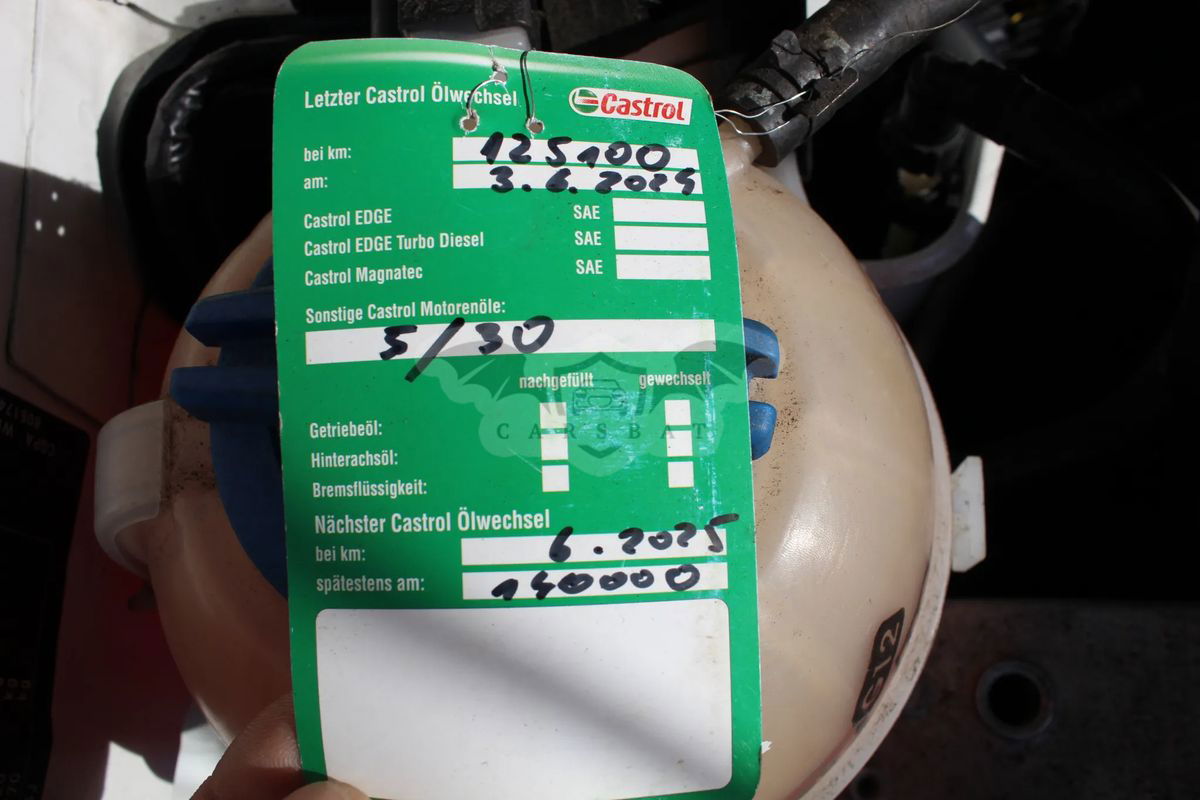 Letzter Castrol Ölwechsel Castrol
bei km: 125100
am: 3.6.2024
Castrol EDGE SAE
Castrol EDGE Turbo Diesel SAE
Castrol Magnatec SAE
Sonstige Castrol Motorenöle:
5/30
nachgefüllt gewechselt
CARSBAT
Getriebeöl:
Hinterachsöl:
Bremsflüssigkeit:
Nächster Castrol Ölwechsel
bei km: 6.2025
spätestens am: 140000
G12